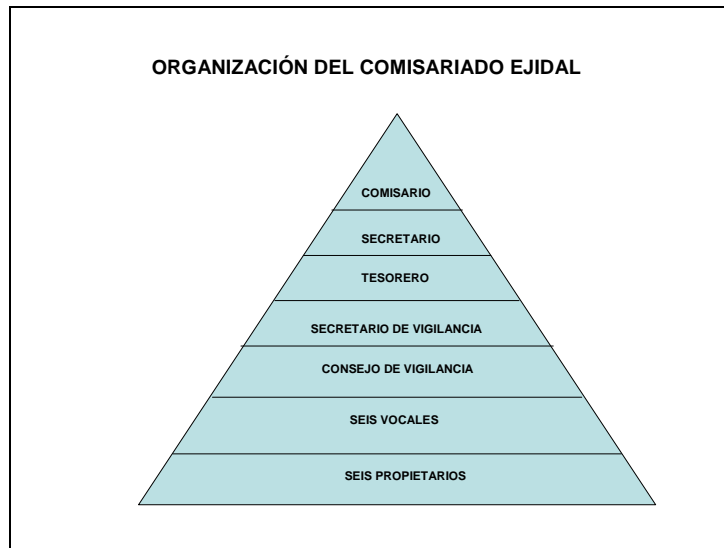 ORGANIZACIÓN DEL COMISARIADO EJIDAL
COMISARIO
SECRETARIO
TESORERO
SECRETARIO DE VIGILANCIA
CONSEJO DE VIGILANCIA
SEIS VOCALES
SEIS PROPIETARIOS